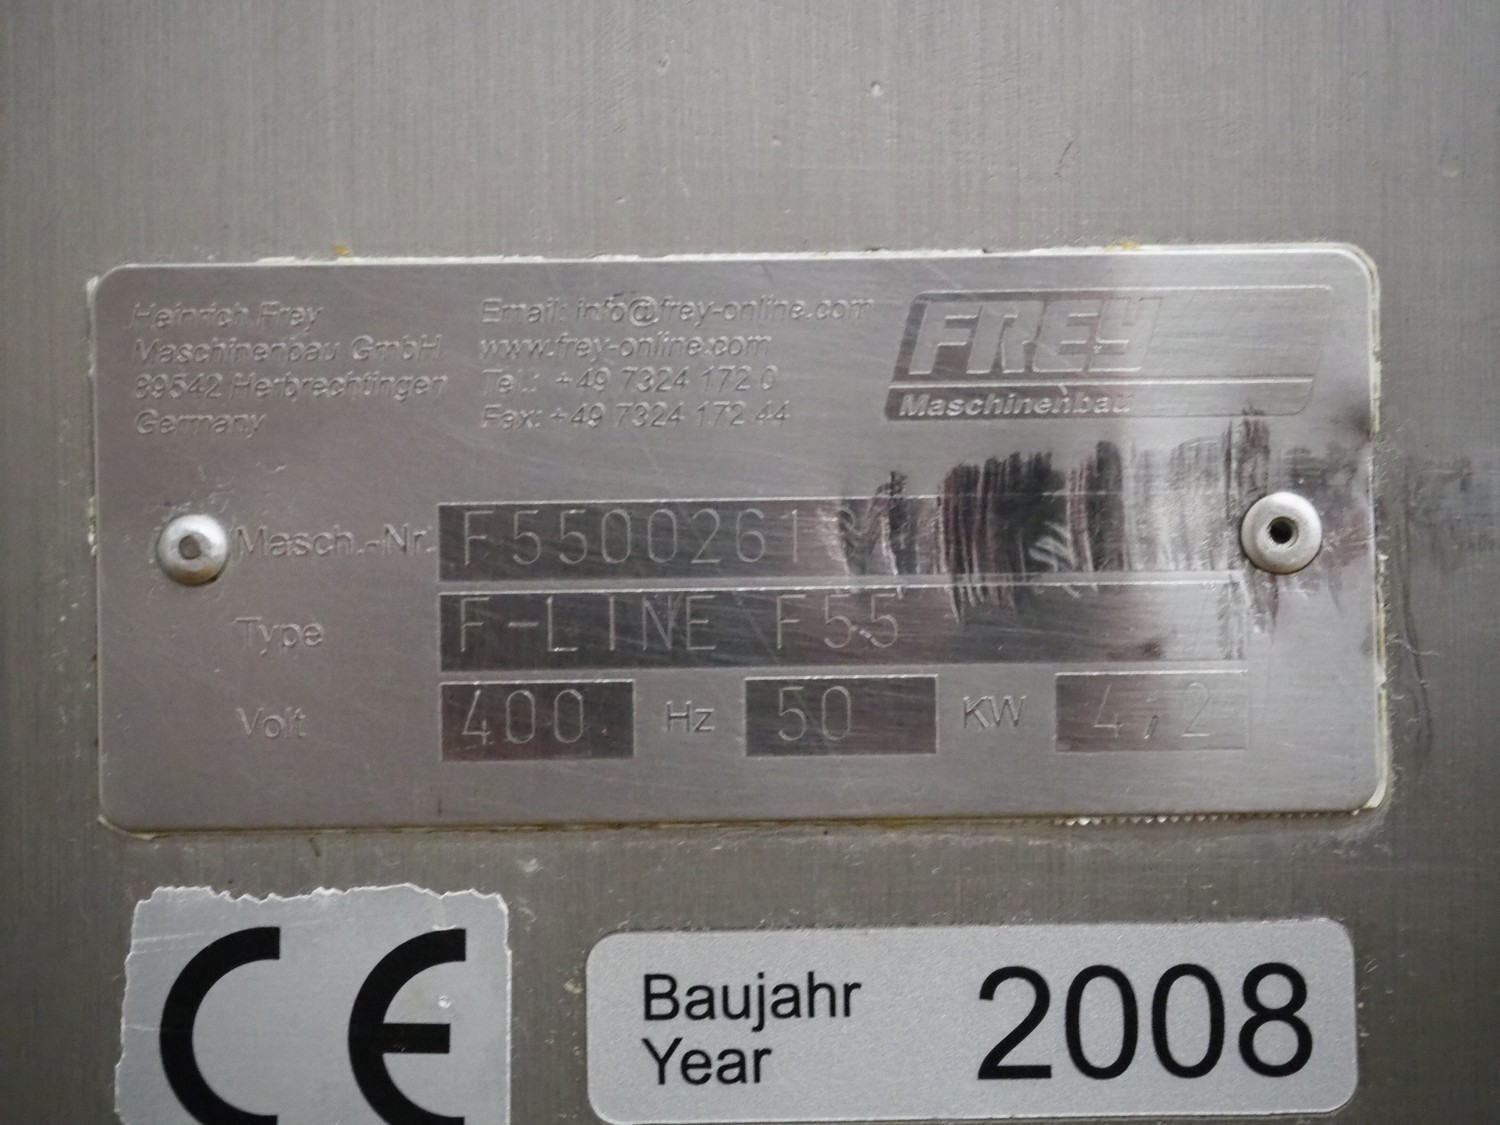 Heinrich Frey
Maschinenbau GmbH
89542 Herbrechtingen
Germany
Email: info@frey-online.com
www.frey-online.com
Tel.: +49 7324 172 0
Fax: +49 7324 172 44
FREY
Maschinenbau
Masch.-Nr.
Type F-LINE F55
Volt 400 Hz 50 KW 4,2
CE
Baujahr
Year
2008